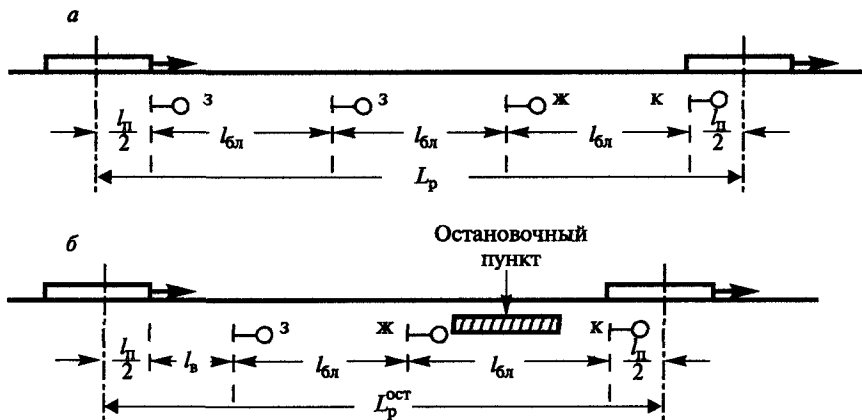 а
з з ж к
l_п/2 l_бл l_бл l_бл l_п/2
L_р
б
Остановочный
пункт
з ж к
l_п/2 l_в l_бл l_бл l_п/2
L_р^ост